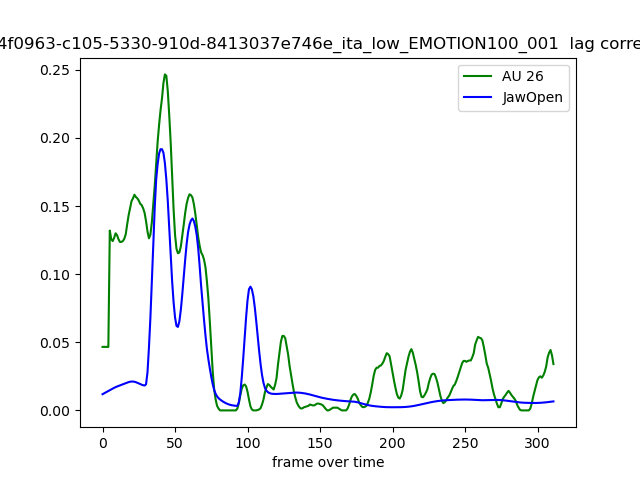 4f0963-c105-5330-910d-8413037e746e_ita_low_EMOTION100_001 lag corre
AU 26
JawOpen
0.25
0.20
0.15
0.10
0.05
0.00
0 50 100 150 200 250 300
frame over time